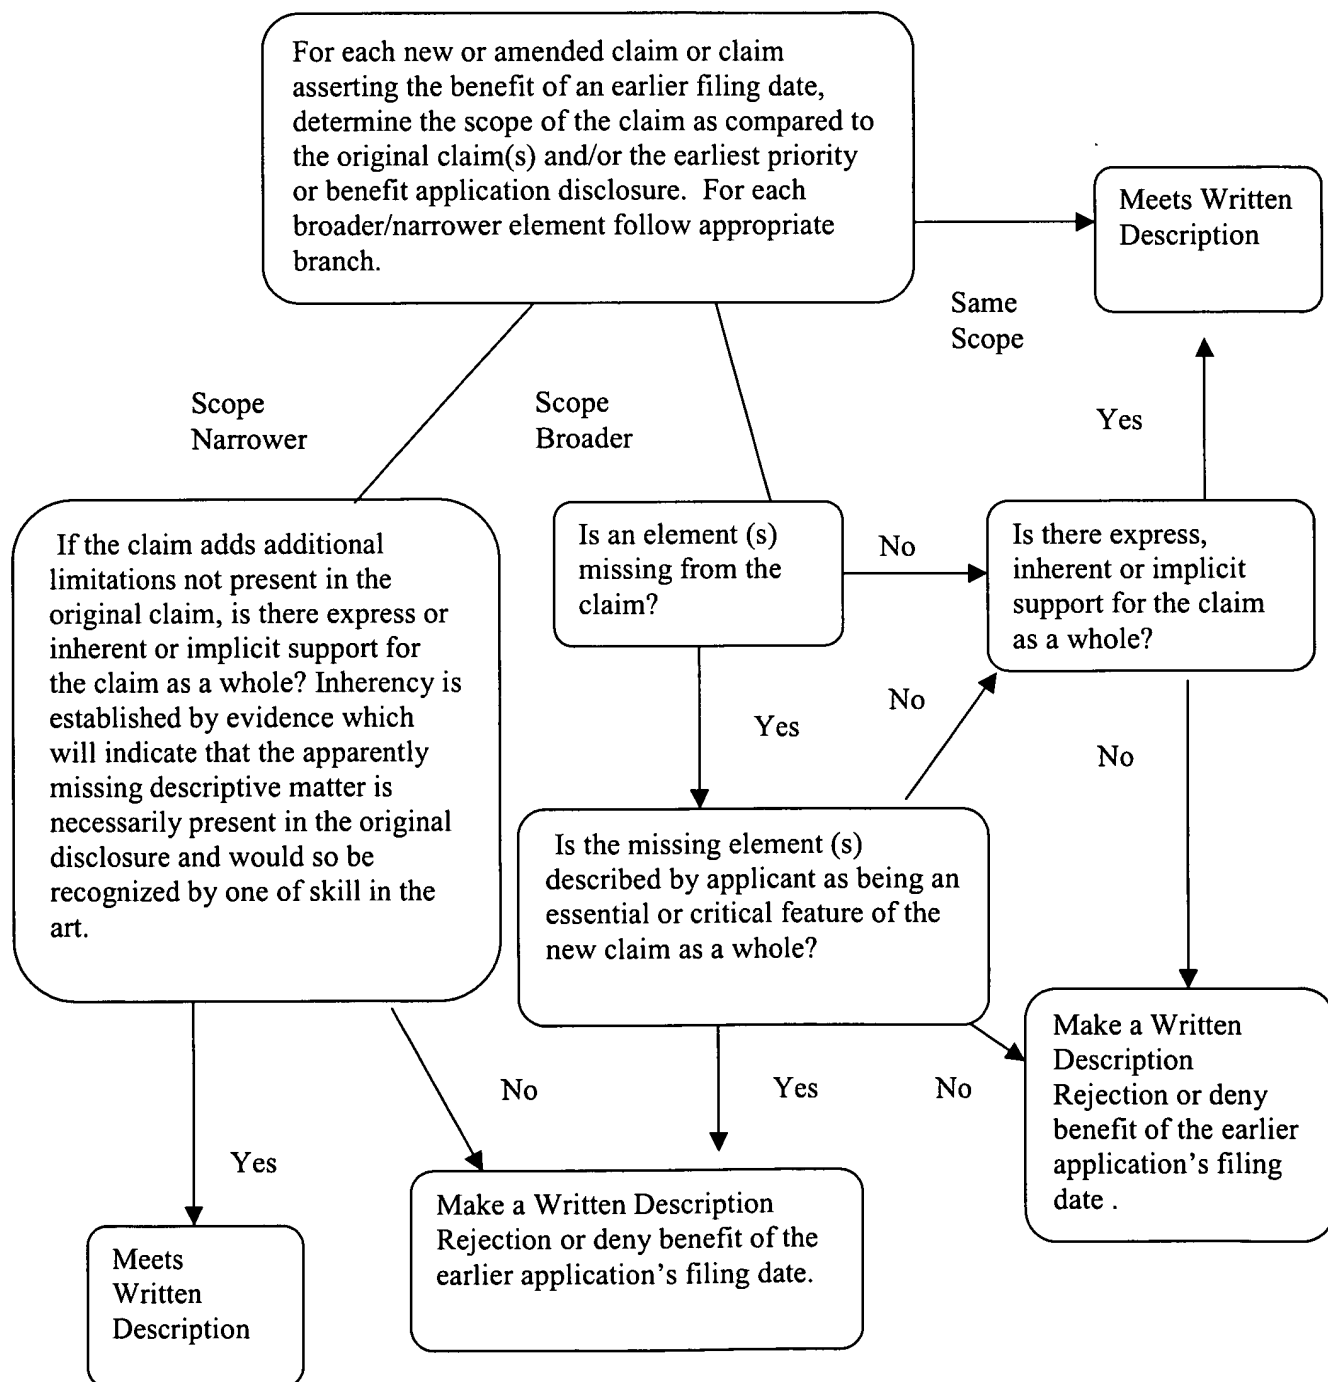 For each new or amended claim or claim
asserting the benefit of an earlier filing date,
determine the scope of the claim as compared to
the original claim(s) and/or the earliest priority
or benefit application disclosure.  For each
broader/narrower element follow appropriate
branch.
Meets Written
Description
Same
Scope
Scope
Narrower
Scope
Broader
Yes
If the claim adds additional
limitations not present in the
original claim, is there express or
inherent or implicit support for
the claim as a whole? Inherency is
established by evidence which
will indicate that the apparently
missing descriptive matter is
necessarily present in the original
disclosure and would so be
recognized by one of skill in the
art.
Is an element (s)
missing from the
claim?
No
Is there express,
inherent or implicit
support for the claim
as a whole?
Yes
No
No
Is the missing element (s)
described by applicant as being an
essential or critical feature of the
new claim as a whole?
Make a Written
Description
Rejection or deny
benefit of the earlier
application's filing
date .
No
Yes
No
Yes
Make a Written Description
Rejection or deny benefit of the
earlier application's filing date.
Meets
Written
Description